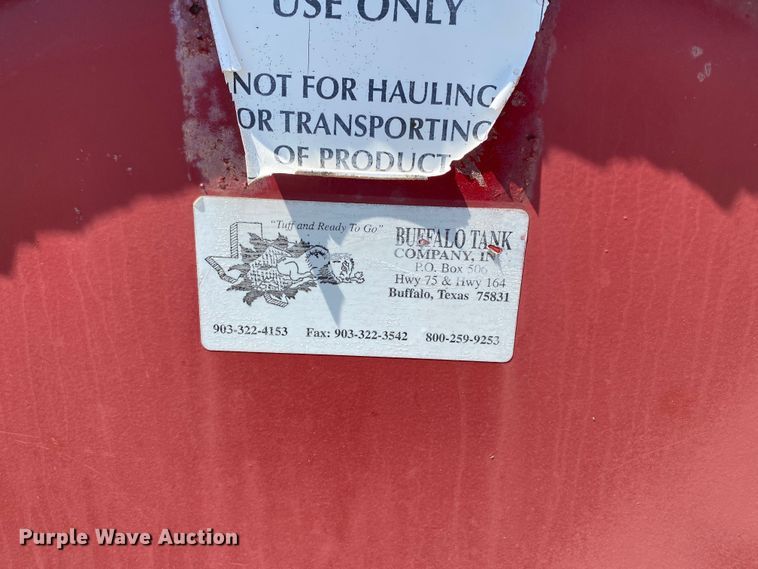 USE ONLY
NOT FOR HAULING
OR TRANSPORTING
OF PRODUCT
"Tuff and Ready To Go"
BUFFALO TANK
COMPANY, IN
P.O. Box 506
Hwy 75 & Hwy 164
Buffalo, Texas 75831
903-322-4153 Fax: 903-322-3542 800-259-9253
Purple Wave Auction